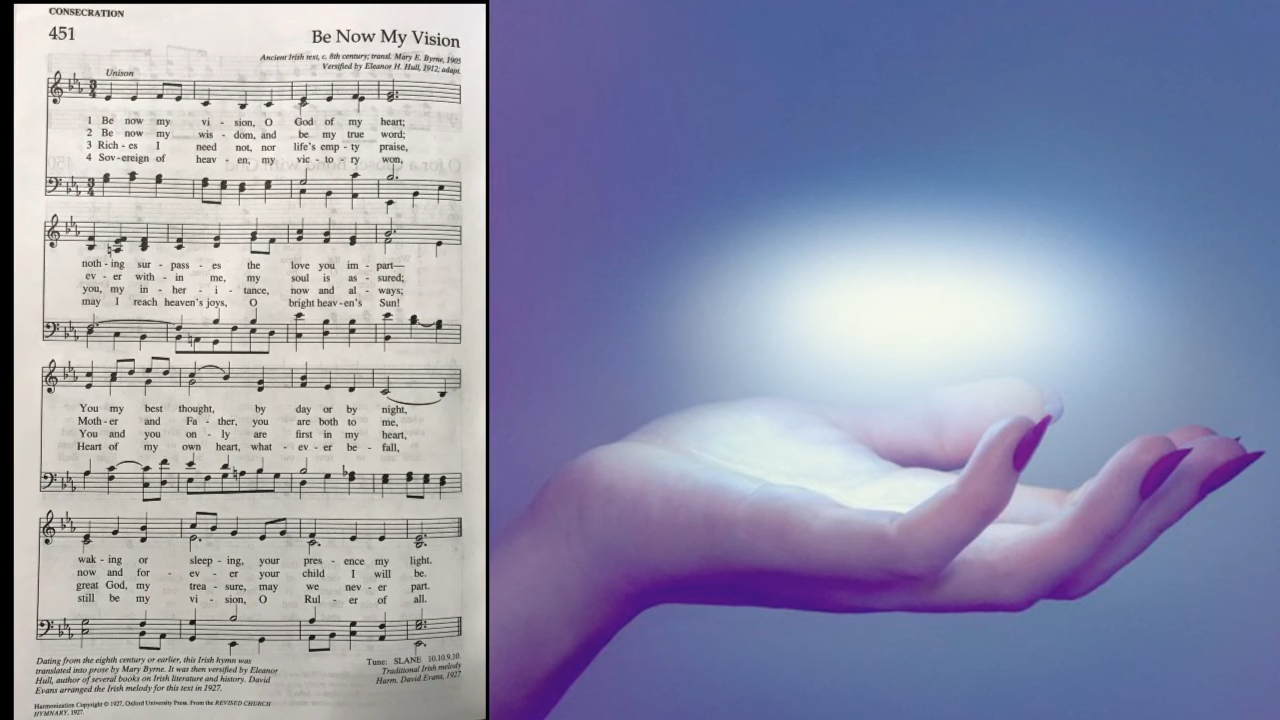 CONSECRATION
451
Be Now My Vision
Ancient Irish text, c. 8th century; transl. Mary E. Byrne, 1905
Versified by Eleanor H. Hull, 1912; adapt.
Unison
1 Be now my vi - sion, O God of my heart;
2 Be now my wis - dom, and be my true word;
3 Rich - es I need not, nor life's emp - ty praise,
4 Sov - ereign of heav - en, my vic - to - ry won,
noth - ing sur - pass - es the love you im - part—
ev - er with - in me, my soul is as - sured;
you, my in - her - i - tance, now and al - ways;
may I reach heaven's joys, O bright heav - en's Sun!
You my best thought, by day or by night,
Moth - er and Fa - ther, you are both to me,
You and you on - ly are first in my heart,
Heart of my own heart, what - ev - er be - fall,
wak - ing or sleep - ing, your pres - ence my light.
now and for - ev - er your child I will be.
great God, my trea - sure, may we nev - er part.
still be my vi - sion, O Rul - er of all.
Dating from the eighth century or earlier, this Irish hymn was
translated into prose by Mary Byrne. It was then versified by Eleanor
Hull, author of several books on Irish literature and history. David
Evans arranged the Irish melody for this text in 1927.
Tune: SLANE 10.10.9.10.
Traditional Irish melody
Harm. David Evans, 1927
Harmonization Copyright © 1927, Oxford University Press. From the REVISED CHURCH
HYMNARY, 1927.